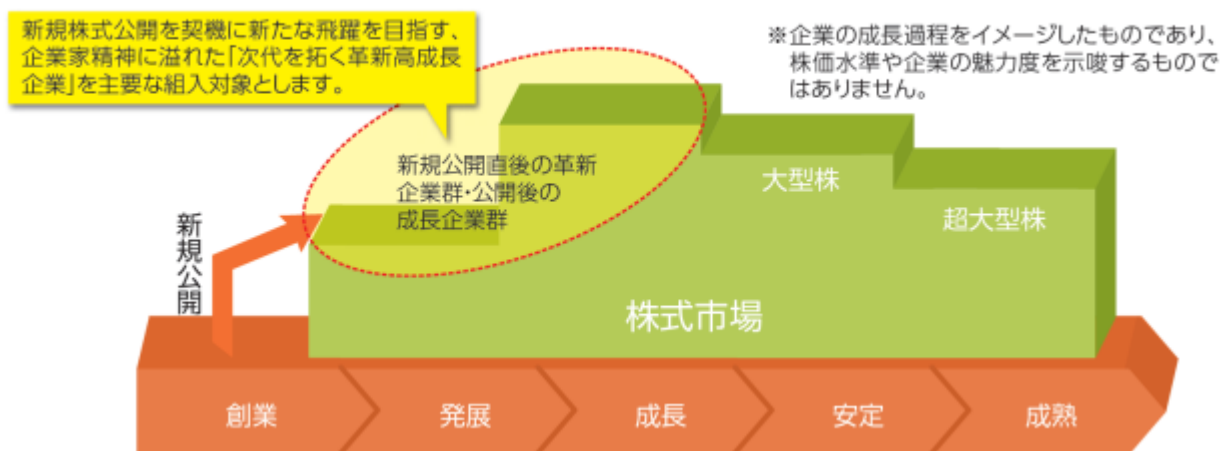 新規株式公開を契機に新たな飛躍を目指す、
企業家精神に溢れた「次代を拓く革新高成長
企業」を主要な組入対象とします。
※企業の成長過程をイメージしたものであり、
株価水準や企業の魅力度を示唆するもので
はありません。
新規公開直後の革新
企業群・公開後の
成長企業群
大型株
超大型株
新規公開
株式市場
創業
発展
成長
安定
成熟